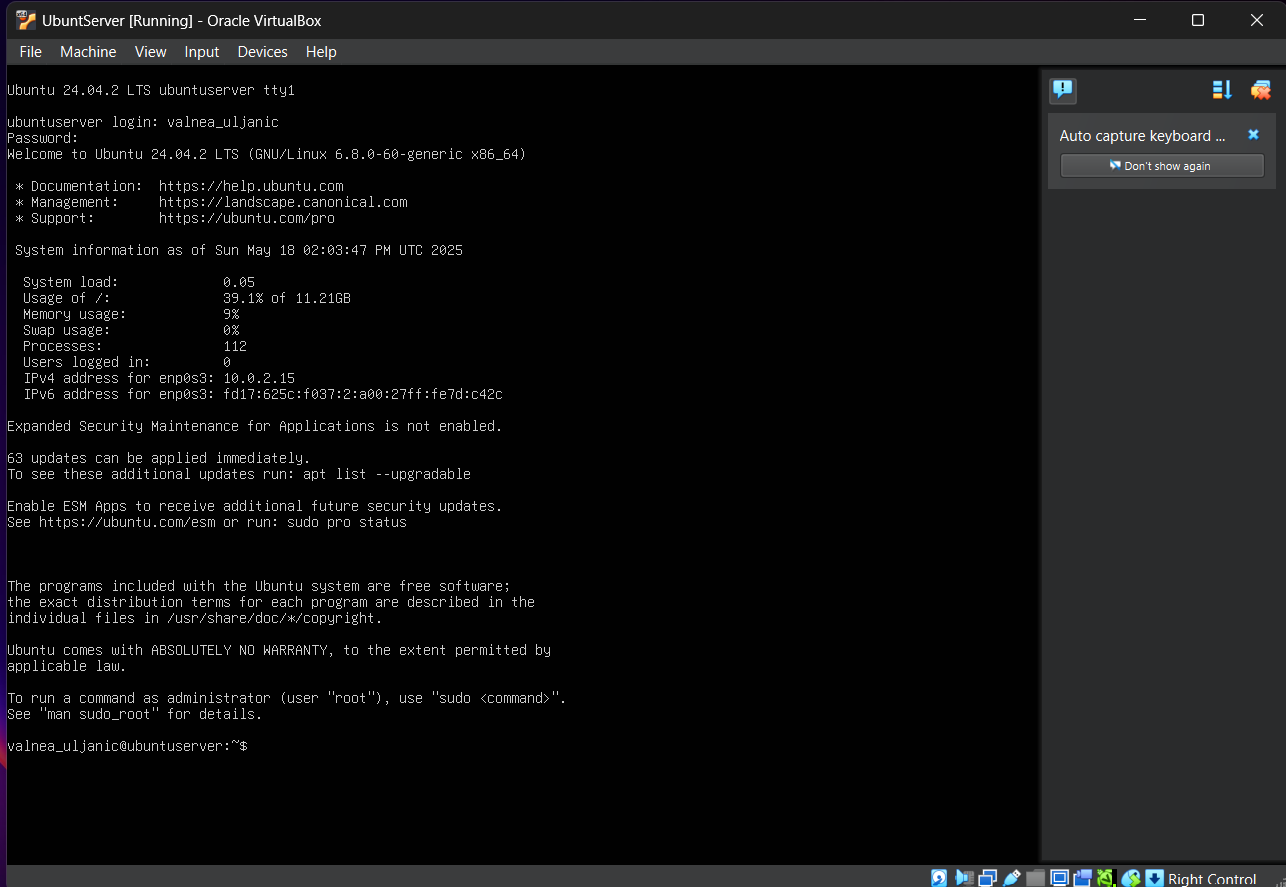 UbuntServer [Running] - Oracle VirtualBox
File Machine View Input Devices Help
Ubuntu 24.04.2 LTS ubuntuserver tty1
ubuntuserver login: valnea_uljanic
Password:
Welcome to Ubuntu 24.04.2 LTS (GNU/Linux 6.8.0-60-generic x86_64)
* Documentation: https://help.ubuntu.com
* Management: https://landscape.canonical.com
* Support: https://ubuntu.com/pro
System information as of Sun May 18 02:03:47 PM UTC 2025
System load: 0.05
Usage of /: 39.1% of 11.21GB
Memory usage: 9%
Swap usage: 0%
Processes: 112
Users logged in: 0
IPv4 address for enp0s3: 10.0.2.15
IPv6 address for enp0s3: fd17:625c:f037:2:a00:27ff:fe7d:c42c
Expanded Security Maintenance for Applications is not enabled.
63 updates can be applied immediately.
To see these additional updates run: apt list --upgradable
Enable ESM Apps to receive additional future security updates.
See https://ubuntu.com/esm or run: sudo pro status
The programs included with the Ubuntu system are free software;
the exact distribution terms for each program are described in the
individual files in /usr/share/doc/*/copyright.
Ubuntu comes with ABSOLUTELY NO WARRANTY, to the extent permitted by
applicable law.
To run a command as administrator (user "root"), use "sudo <command>".
See "man sudo_root" for details.
valnea_uljanic@ubuntuserver:~$
Auto capture keyboard ...
Don't show again
Right Control